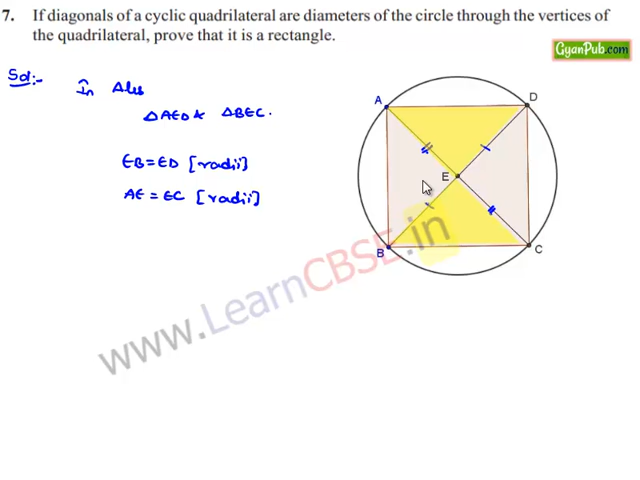 7. If diagonals of a cyclic quadrilateral are diameters of the circle through the vertices of
the quadrilateral, prove that it is a rectangle.
GyanPub.com
Sol:-
In Δles
ΔAED & ΔBEC.
EB = ED [radii]
AE = EC [radii]
A
D
E
B
C
www.LearnCBSE.in